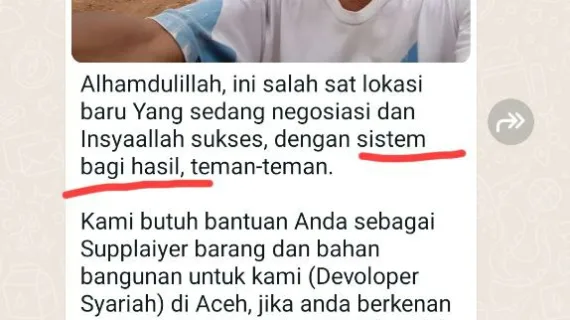 Alhamdulillah, ini salah sat lokasi
baru Yang sedang negosiasi dan
Insyaallah sukses, dengan sistem
bagi hasil, teman-teman.
Kami butuh bantuan Anda sebagai
Supplaiyer barang dan bahan
bangunan untuk kami (Devoloper
Syariah) di Aceh, jika anda berkenan